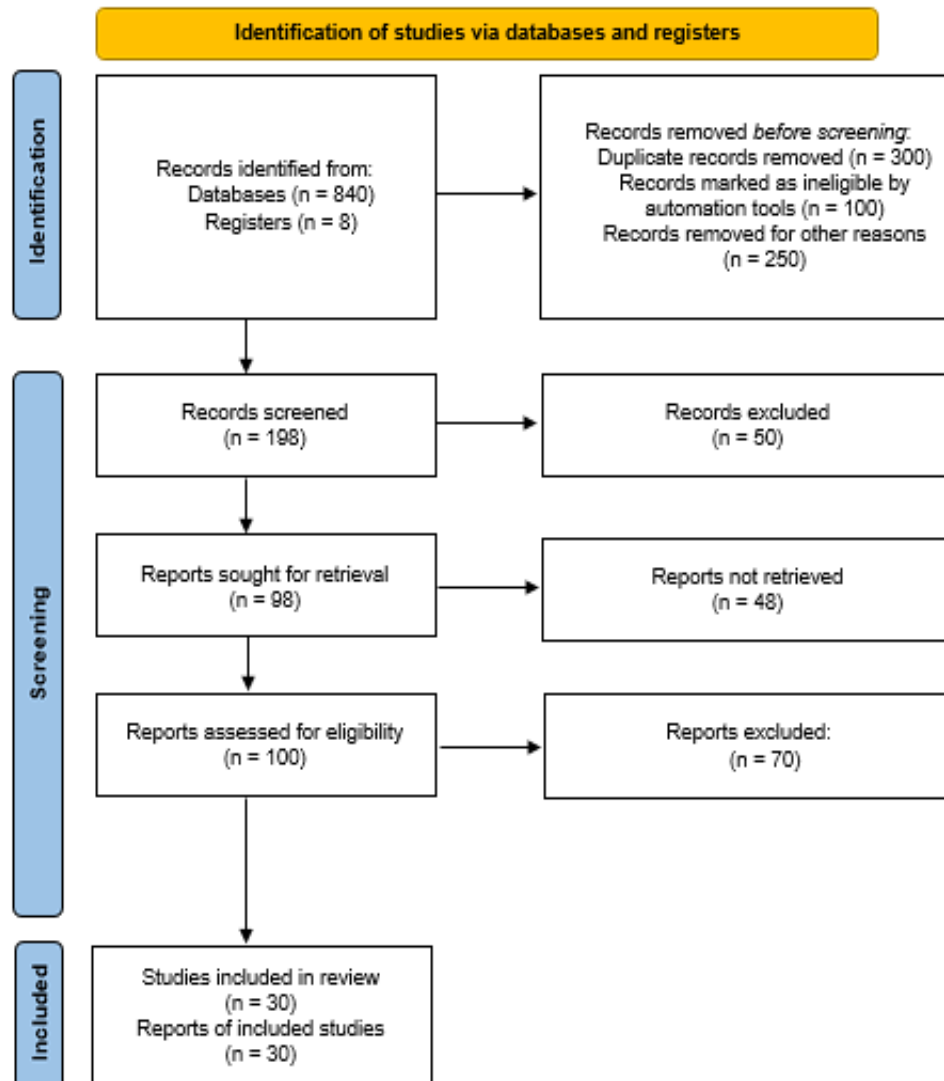 Identification of studies via databases and registers
Identification
Records identified from:
Databases (n = 840)
Registers (n = 8)
Records removed before screening:
Duplicate records removed (n = 300)
Records marked as ineligible by
automation tools (n = 100)
Records removed for other reasons
(n = 250)
Screening
Records screened
(n = 198)
Records excluded
(n = 50)
Reports sought for retrieval
(n = 98)
Reports not retrieved
(n = 48)
Reports assessed for eligibility
(n = 100)
Reports excluded:
(n = 70)
Included
Studies included in review
(n = 30)
Reports of included studies
(n = 30)